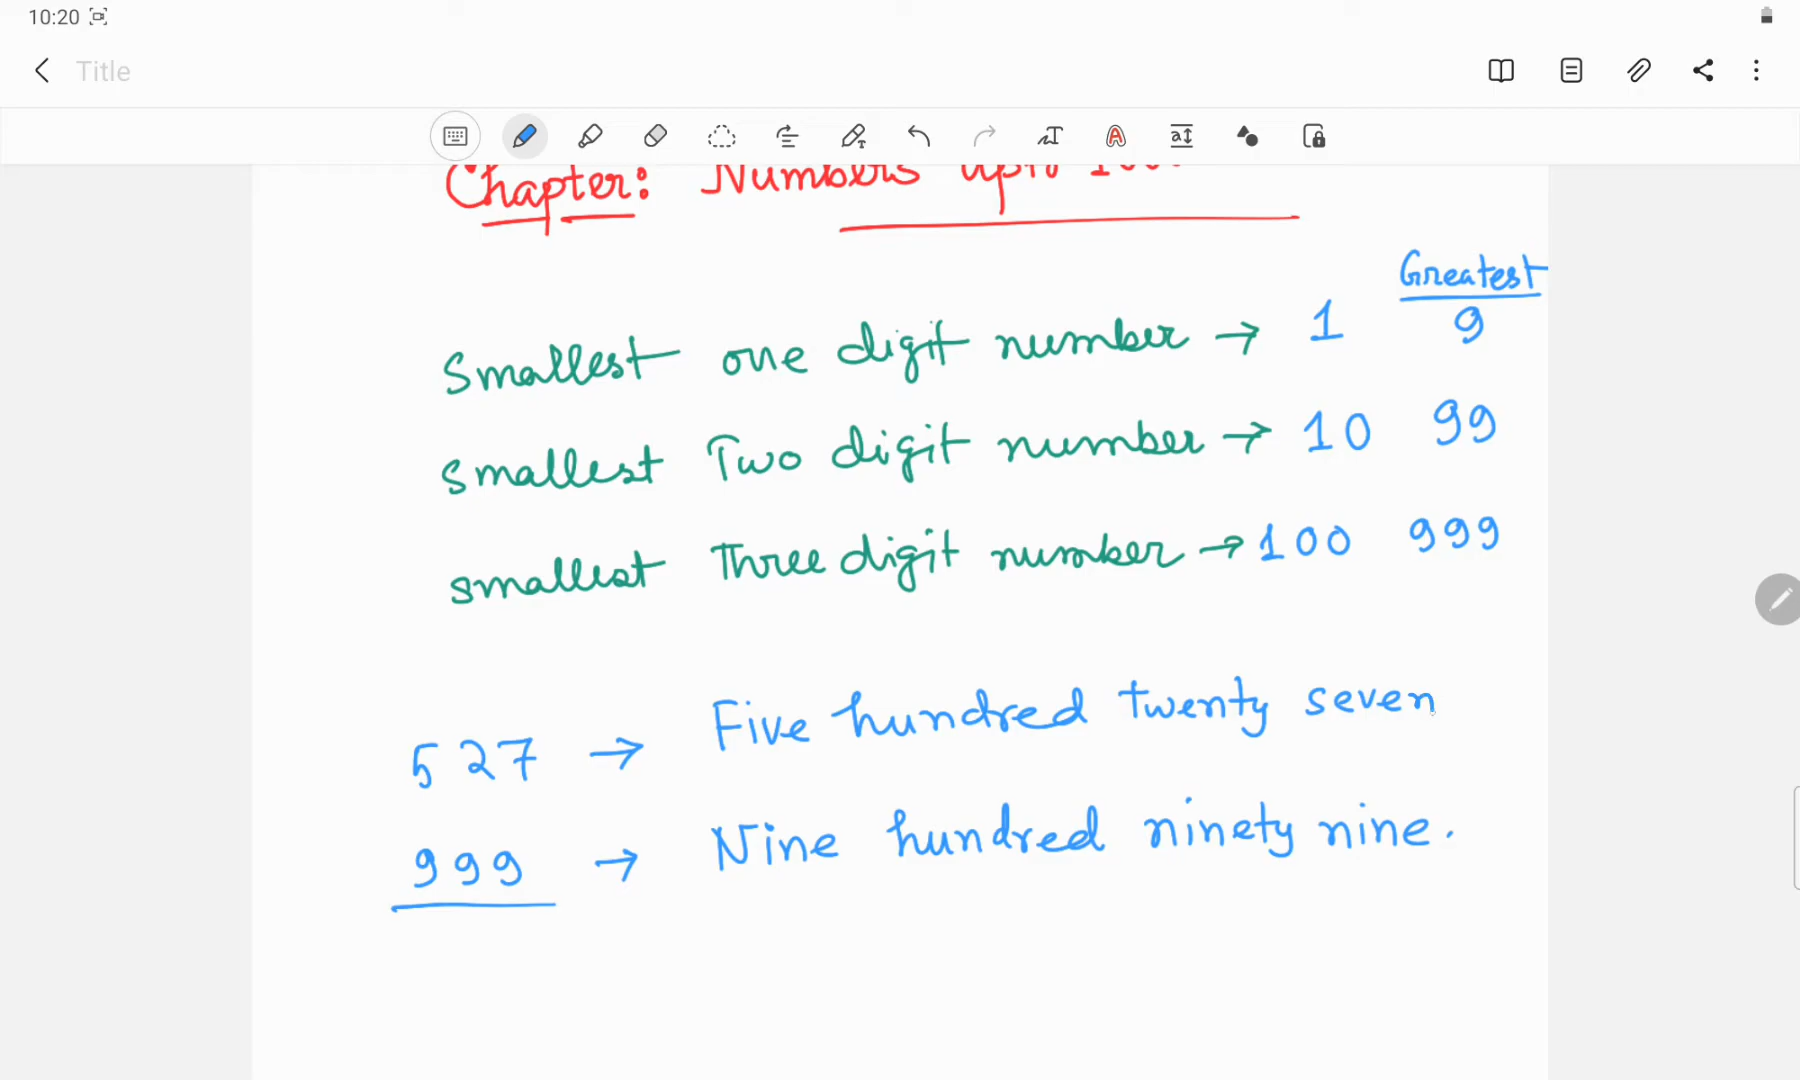 10:20
Title
Chapter: Numbers upto
Greatest
Smallest one digit number → 1 9
Smallest Two digit number → 10 99
smallest Three digit number → 100 999
527 → Five hundred twenty seven
999 → Nine hundred ninety nine.